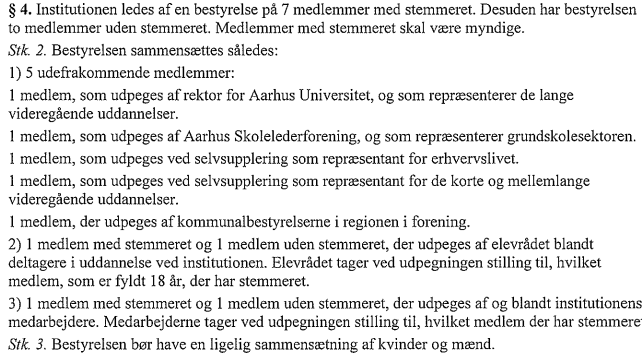 § 4. Institutionen ledes af en bestyrelse på 7 medlemmer med stemmeret. Desuden har bestyrelsen
to medlemmer uden stemmeret. Medlemmer med stemmeret skal være myndige.
Stk. 2. Bestyrelsen sammensættes således:
1) 5 udefrakommende medlemmer:
1 medlem, som udpeges af rektor for Aarhus Universitet, og som repræsenterer de lange
videregående uddannelser.
1 medlem, som udpeges af Aarhus Skolelederforening, og som repræsenterer grundskolesektoren.
1 medlem, som udpeges ved selvsupplering som repræsentant for erhvervslivet.
1 medlem, som udpeges ved selvsupplering som repræsentant for de korte og mellemlange
videregående uddannelser.
1 medlem, der udpeges af kommunalbestyrelserne i regionen i forening.
2) 1 medlem med stemmeret og 1 medlem uden stemmeret, der udpeges af elevrådet blandt
deltagere i uddannelse ved institutionen. Elevrådet tager ved udpegningen stilling til, hvilket
medlem, som er fyldt 18 år, der har stemmeret.
3) 1 medlem med stemmeret og 1 medlem uden stemmeret, der udpeges af og blandt institutionens
medarbejdere. Medarbejderne tager ved udpegningen stilling til, hvilket medlem der har stemmeret
Stk. 3. Bestyrelsen bør have en ligelig sammensætning af kvinder og mænd.